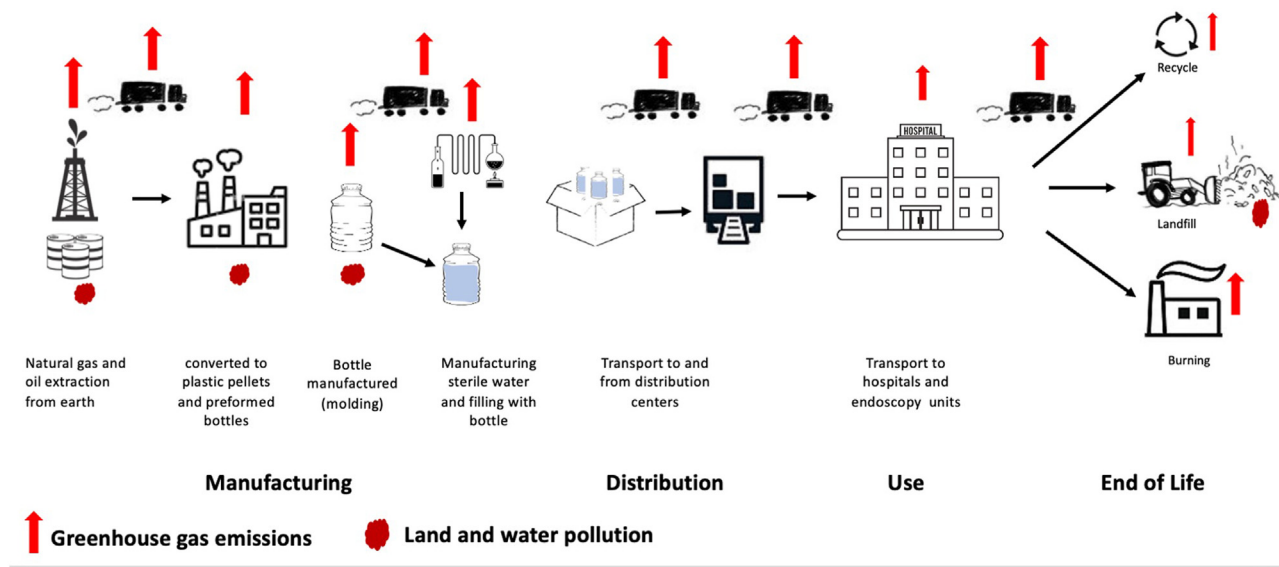 HOSPITAL
Recycle
Landfill
Burning
Natural gas and
oil extraction
from earth
converted to
plastic pellets
and preformed
bottles
Bottle
manufactured
(molding)
Manufacturing
sterile water
and filling with
bottle
Transport to and
from distribution
centers
Transport to
hospitals and
endoscopy units
Manufacturing
Distribution
Use
End of Life
Greenhouse gas emissions
Land and water pollution